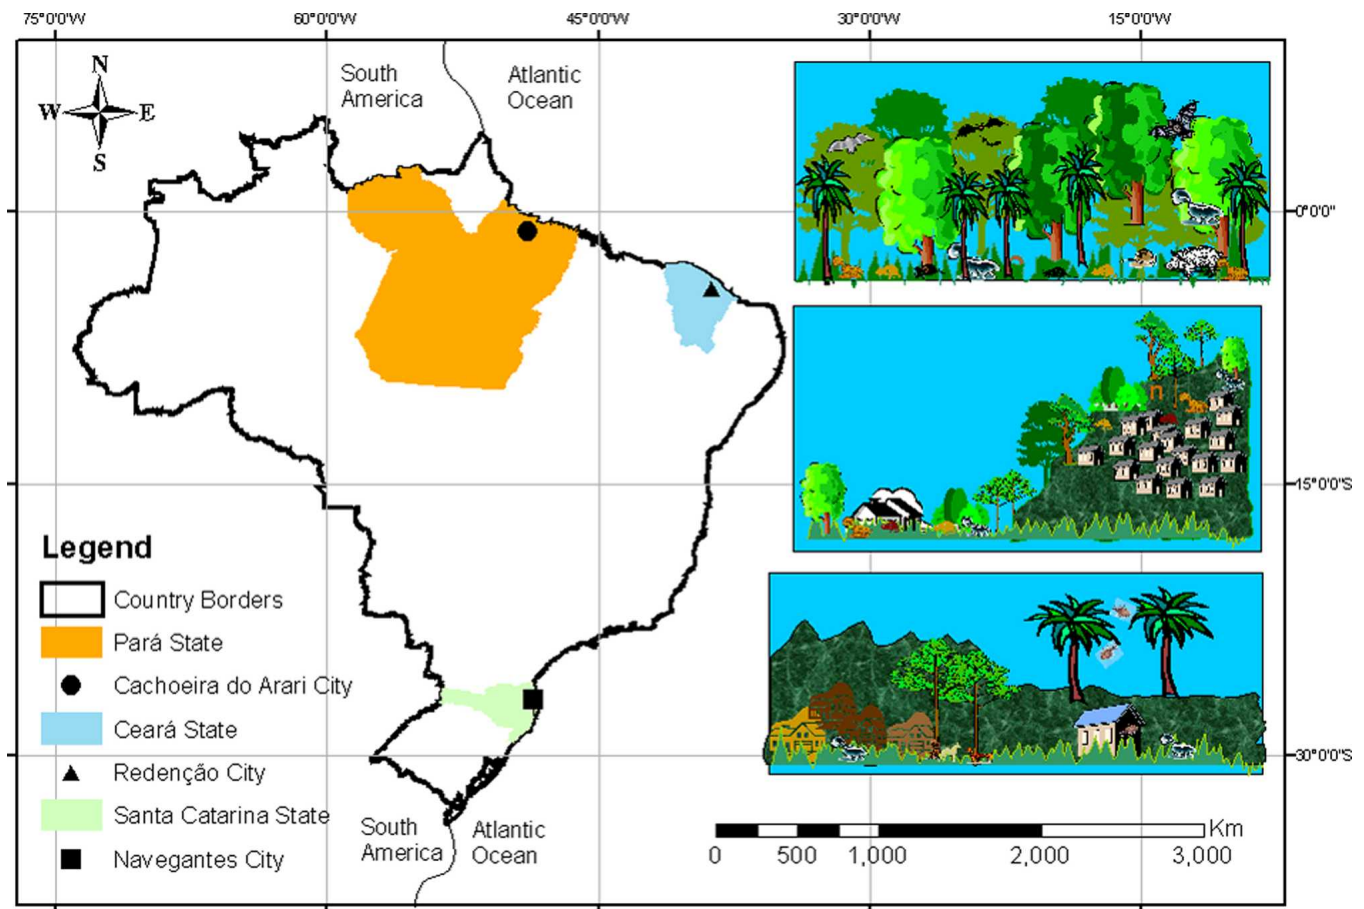 75°0'0"W 60°0'0"W 45°0'0"W 30°0'0"W 15°0'0"W
N
W E
S
South
America
Atlantic
Ocean
0°0'0"
15°0'0"S
30°0'0"S
Legend
Country Borders
Pará State
Cachoeira do Arari City
Ceará State
Redenção City
Santa Catarina State
Navegantes City
South
America
Atlantic
Ocean
Km
0 500 1,000 2,000 3,000